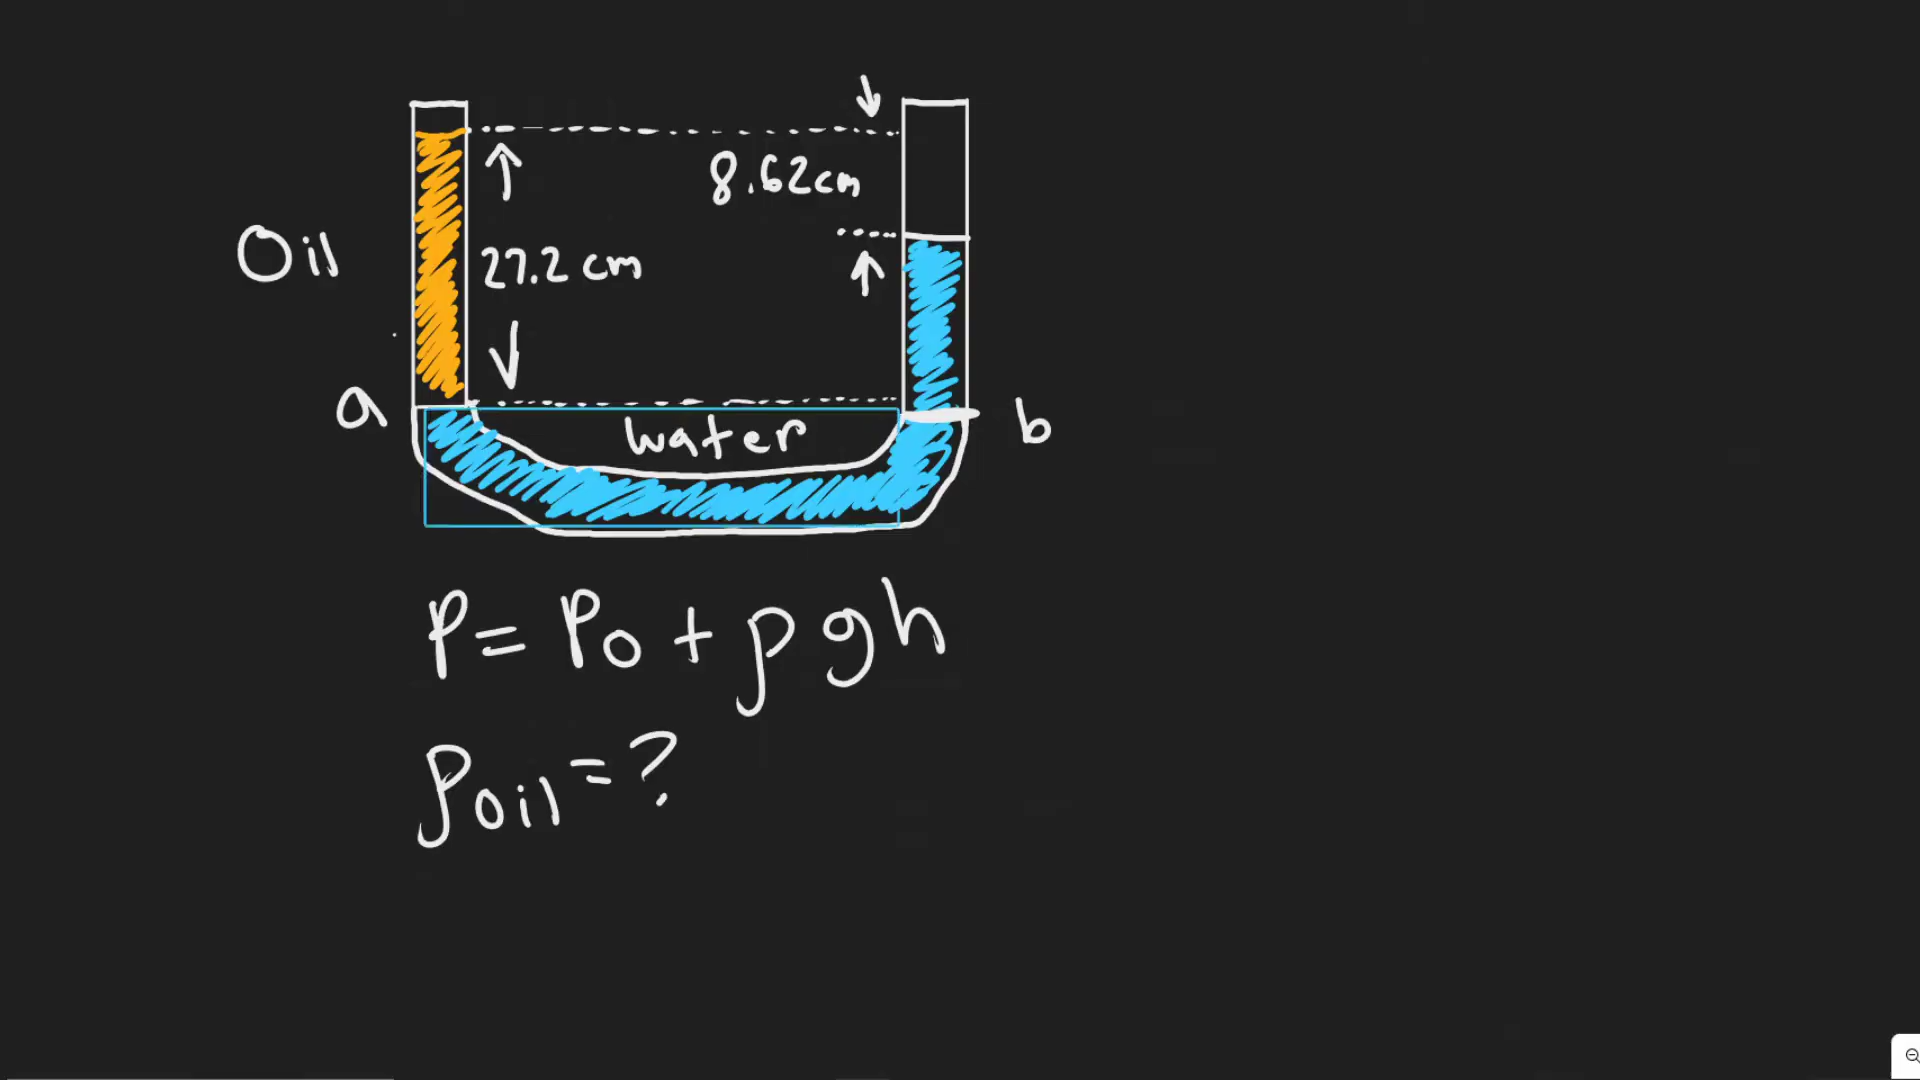 8.62cm
Oil
27.2 cm
a
water
b
P = P₀ + ρgh
ρoil = ?